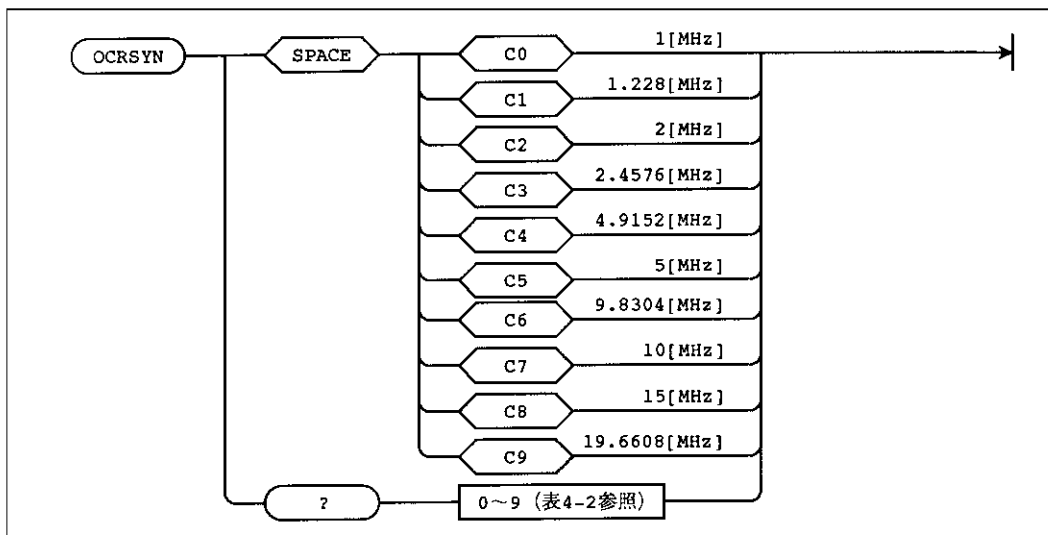 OCRSYN SPACE C0 1[MHz]
C1 1.228[MHz]
C2 2[MHz]
C3 2.4576[MHz]
C4 4.9152[MHz]
C5 5[MHz]
C6 9.8304[MHz]
C7 10[MHz]
C8 15[MHz]
C9 19.6608[MHz]
? 0～9 (表4-2参照)